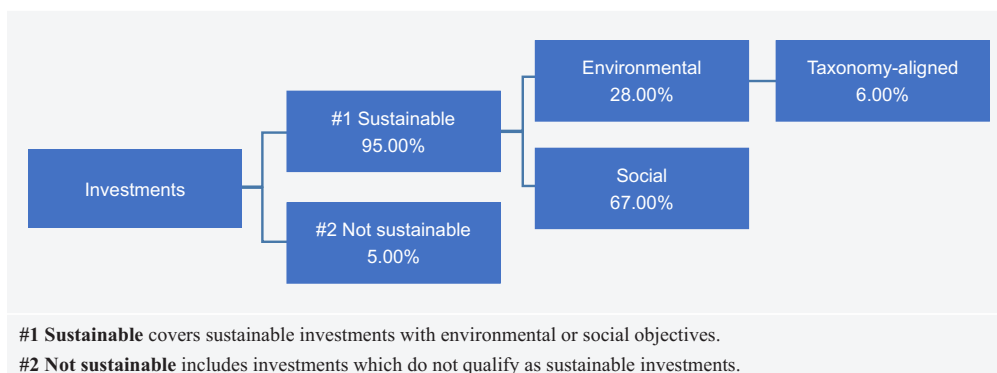 Investments
#1 Sustainable
95.00%
#2 Not sustainable
5.00%
Environmental
28.00%
Social
67.00%
Taxonomy-aligned
6.00%
#1 Sustainable covers sustainable investments with environmental or social objectives.
#2 Not sustainable includes investments which do not qualify as sustainable investments.